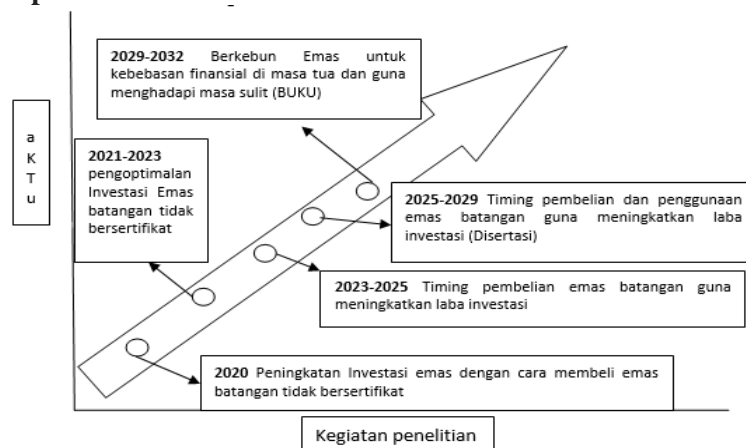 2029-2032 Berkebun Emas untuk
kebebasan finansial di masa tua dan guna
menghadapi masa sulit (BUKU)
a
K
T
u
2021-2023
pengoptimalan
Investasi Emas
batangan tidak
bersertifikat
2025-2029 Timing pembelian dan penggunaan
emas batangan guna meningkatkan laba
investasi (Disertasi)
2023-2025 Timing pembelian emas batangan guna
meningkatkan laba investasi
2020 Peningkatan Investasi emas dengan cara membeli emas
batangan tidak bersertifikat
Kegiatan penelitian